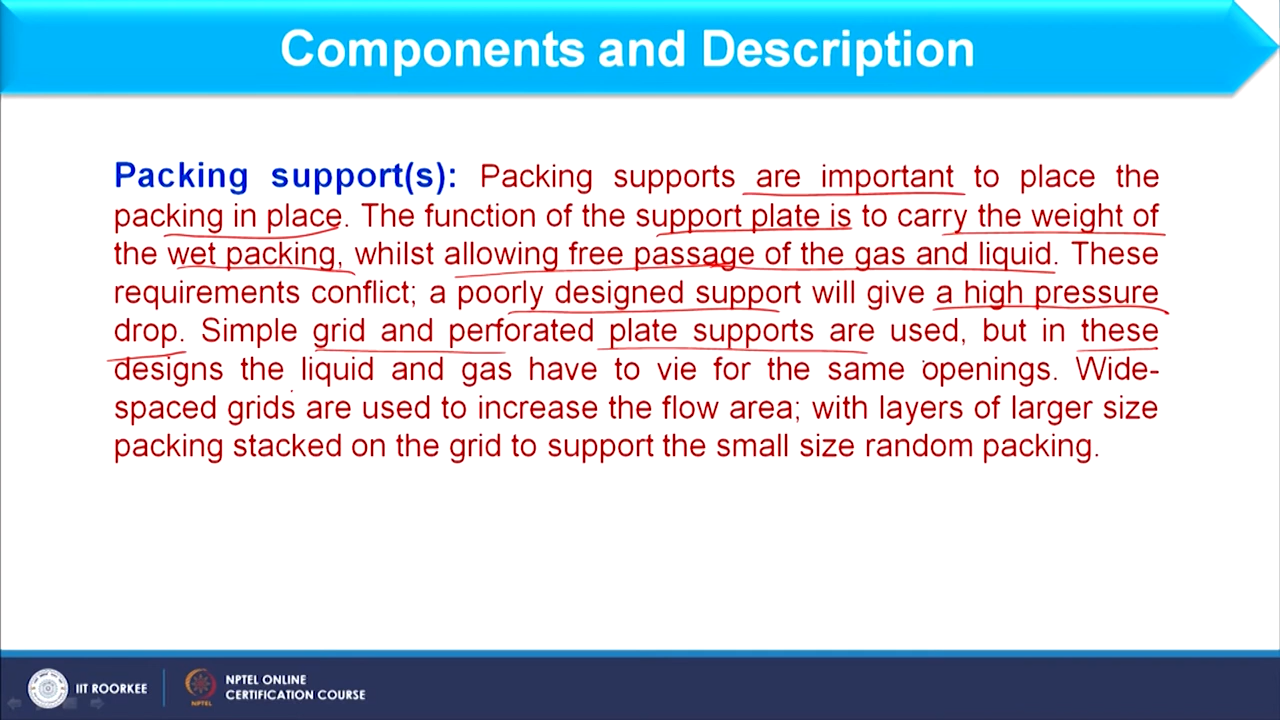 Components and Description
Packing support(s): Packing supports are important to place the
packing in place. The function of the support plate is to carry the weight of
the wet packing, whilst allowing free passage of the gas and liquid. These
requirements conflict; a poorly designed support will give a high pressure
drop. Simple grid and perforated plate supports are used, but in these
designs the liquid and gas have to vie for the same openings. Wide-
spaced grids are used to increase the flow area; with layers of larger size
packing stacked on the grid to support the small size random packing.
IIT ROORKEE
NPTEL
NPTEL ONLINE
CERTIFICATION COURSE